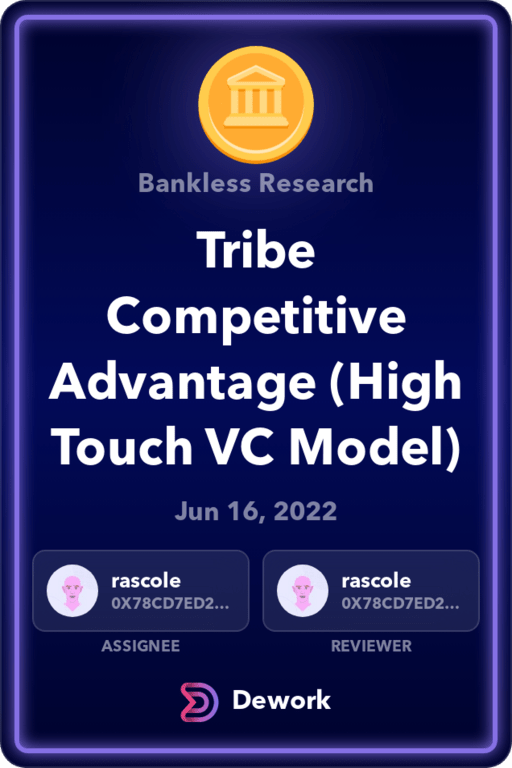 Bankless Research
Tribe
Competitive
Advantage (High
Touch VC Model)
Jun 16, 2022
rascole
0X78CD7ED2...
rascole
0X78CD7ED2...
ASSIGNEE
REVIEWER
Dework